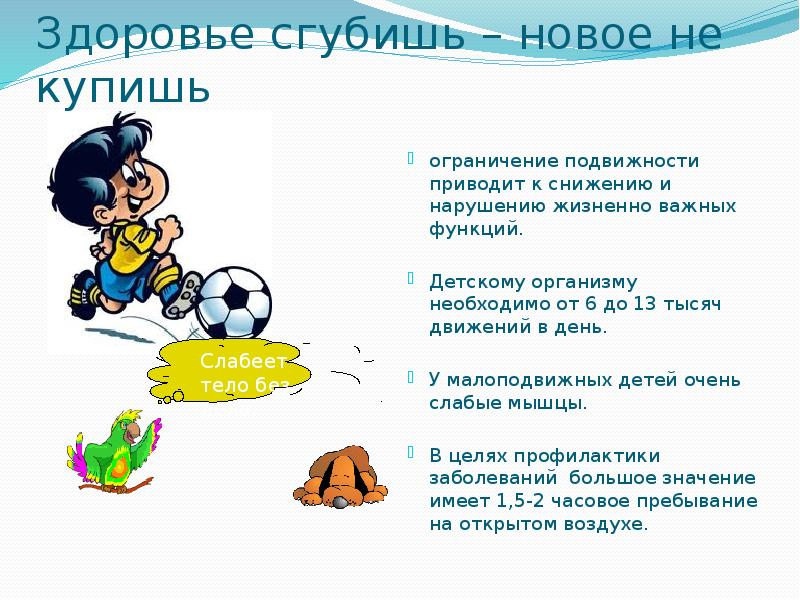 Здоровье сгубишь – новое не
купишь
ограничение подвижности
приводит к снижению и
нарушению жизненно важных
функций.
Детскому организму
необходимо от 6 до 13 тысяч
движений в день.
У малоподвижных детей очень
слабые мышцы.
В целях профилактики
заболеваний большое значение
имеет 1,5-2 часовое пребывание
на открытом воздухе.
Слабеет
тело без